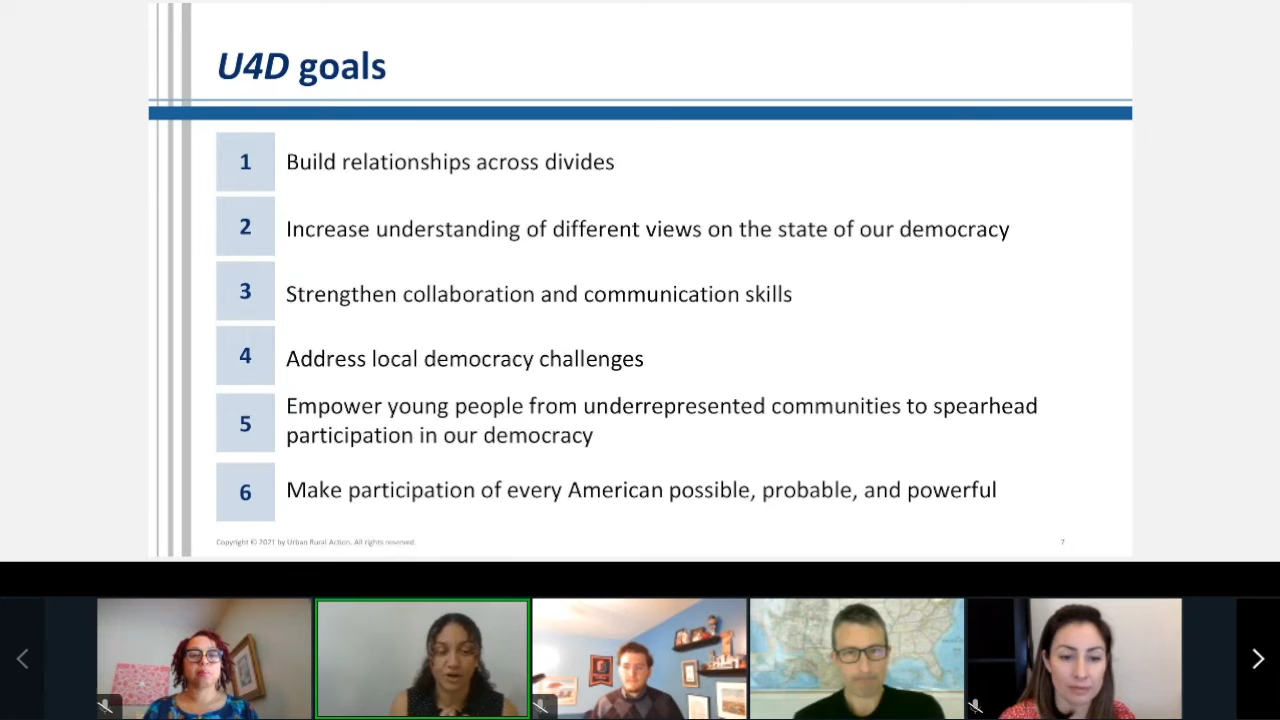 U4D goals
1
Build relationships across divides
2
Increase understanding of different views on the state of our democracy
3
Strengthen collaboration and communication skills
4
Address local democracy challenges
5
Empower young people from underrepresented communities to spearhead
participation in our democracy
6
Make participation of every American possible, probable, and powerful
Copyright © 2021 by Urban Rural Action. All rights reserved.
7